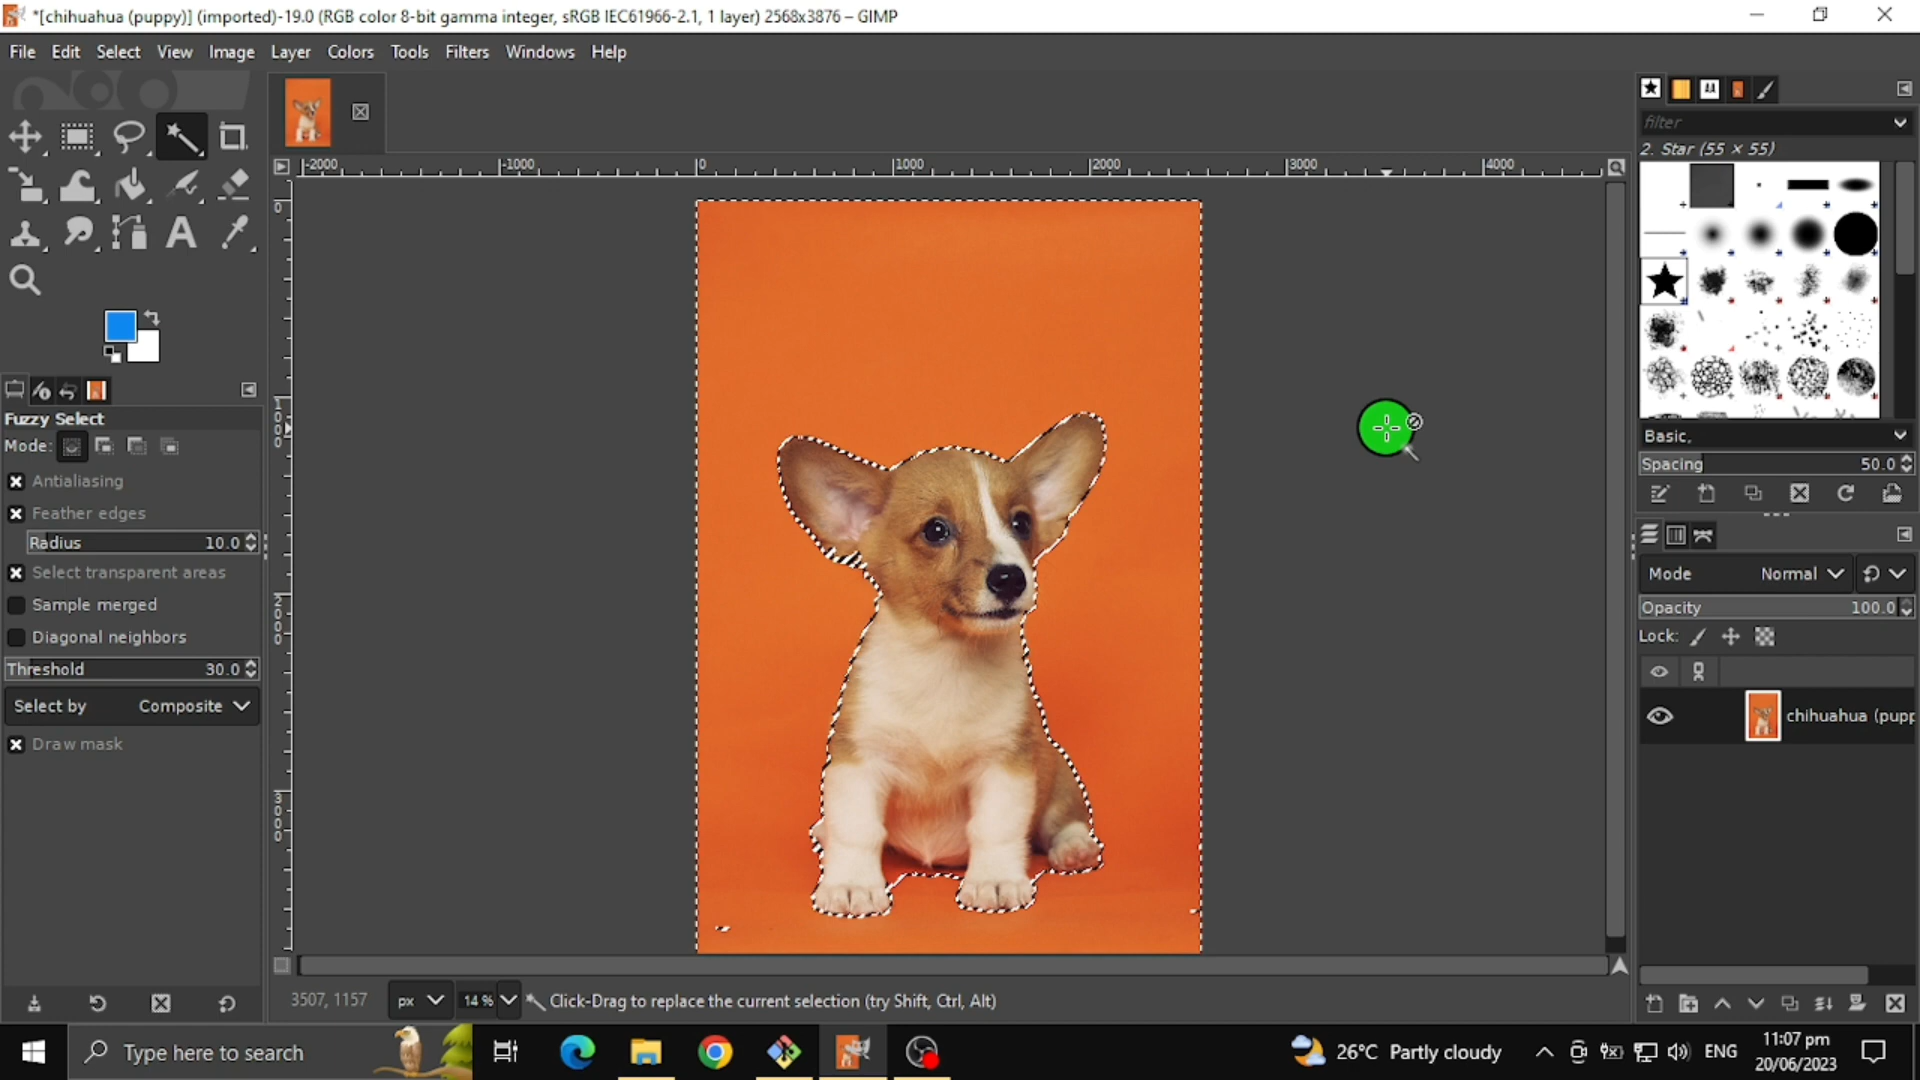 *[chihuahua (puppy)] (imported)-19.0 (RGB color 8-bit gamma integer, sRGB IEC61966-2.1, 1 layer) 2568x3876 – GIMP
File Edit Select View Image Layer Colors Tools Filters Windows Help
-2000 -1000 0 1000 2000 3000 4000
0
1000
2000
3000
Fuzzy Select
Mode:
Antialiasing
Feather edges
Radius 10.0
Select transparent areas
Sample merged
Diagonal neighbors
Threshold 30.0
Select by Composite
Draw mask
filter
2. Star (55 × 55)
Basic,
Spacing 50.0
Mode Normal
Opacity 100.0
Lock:
chihuahua (pupp
3507, 1157 px 14 % Click-Drag to replace the current selection (try Shift, Ctrl, Alt)
Type here to search
26°C Partly cloudy
ENG
11:07 pm
20/06/2023